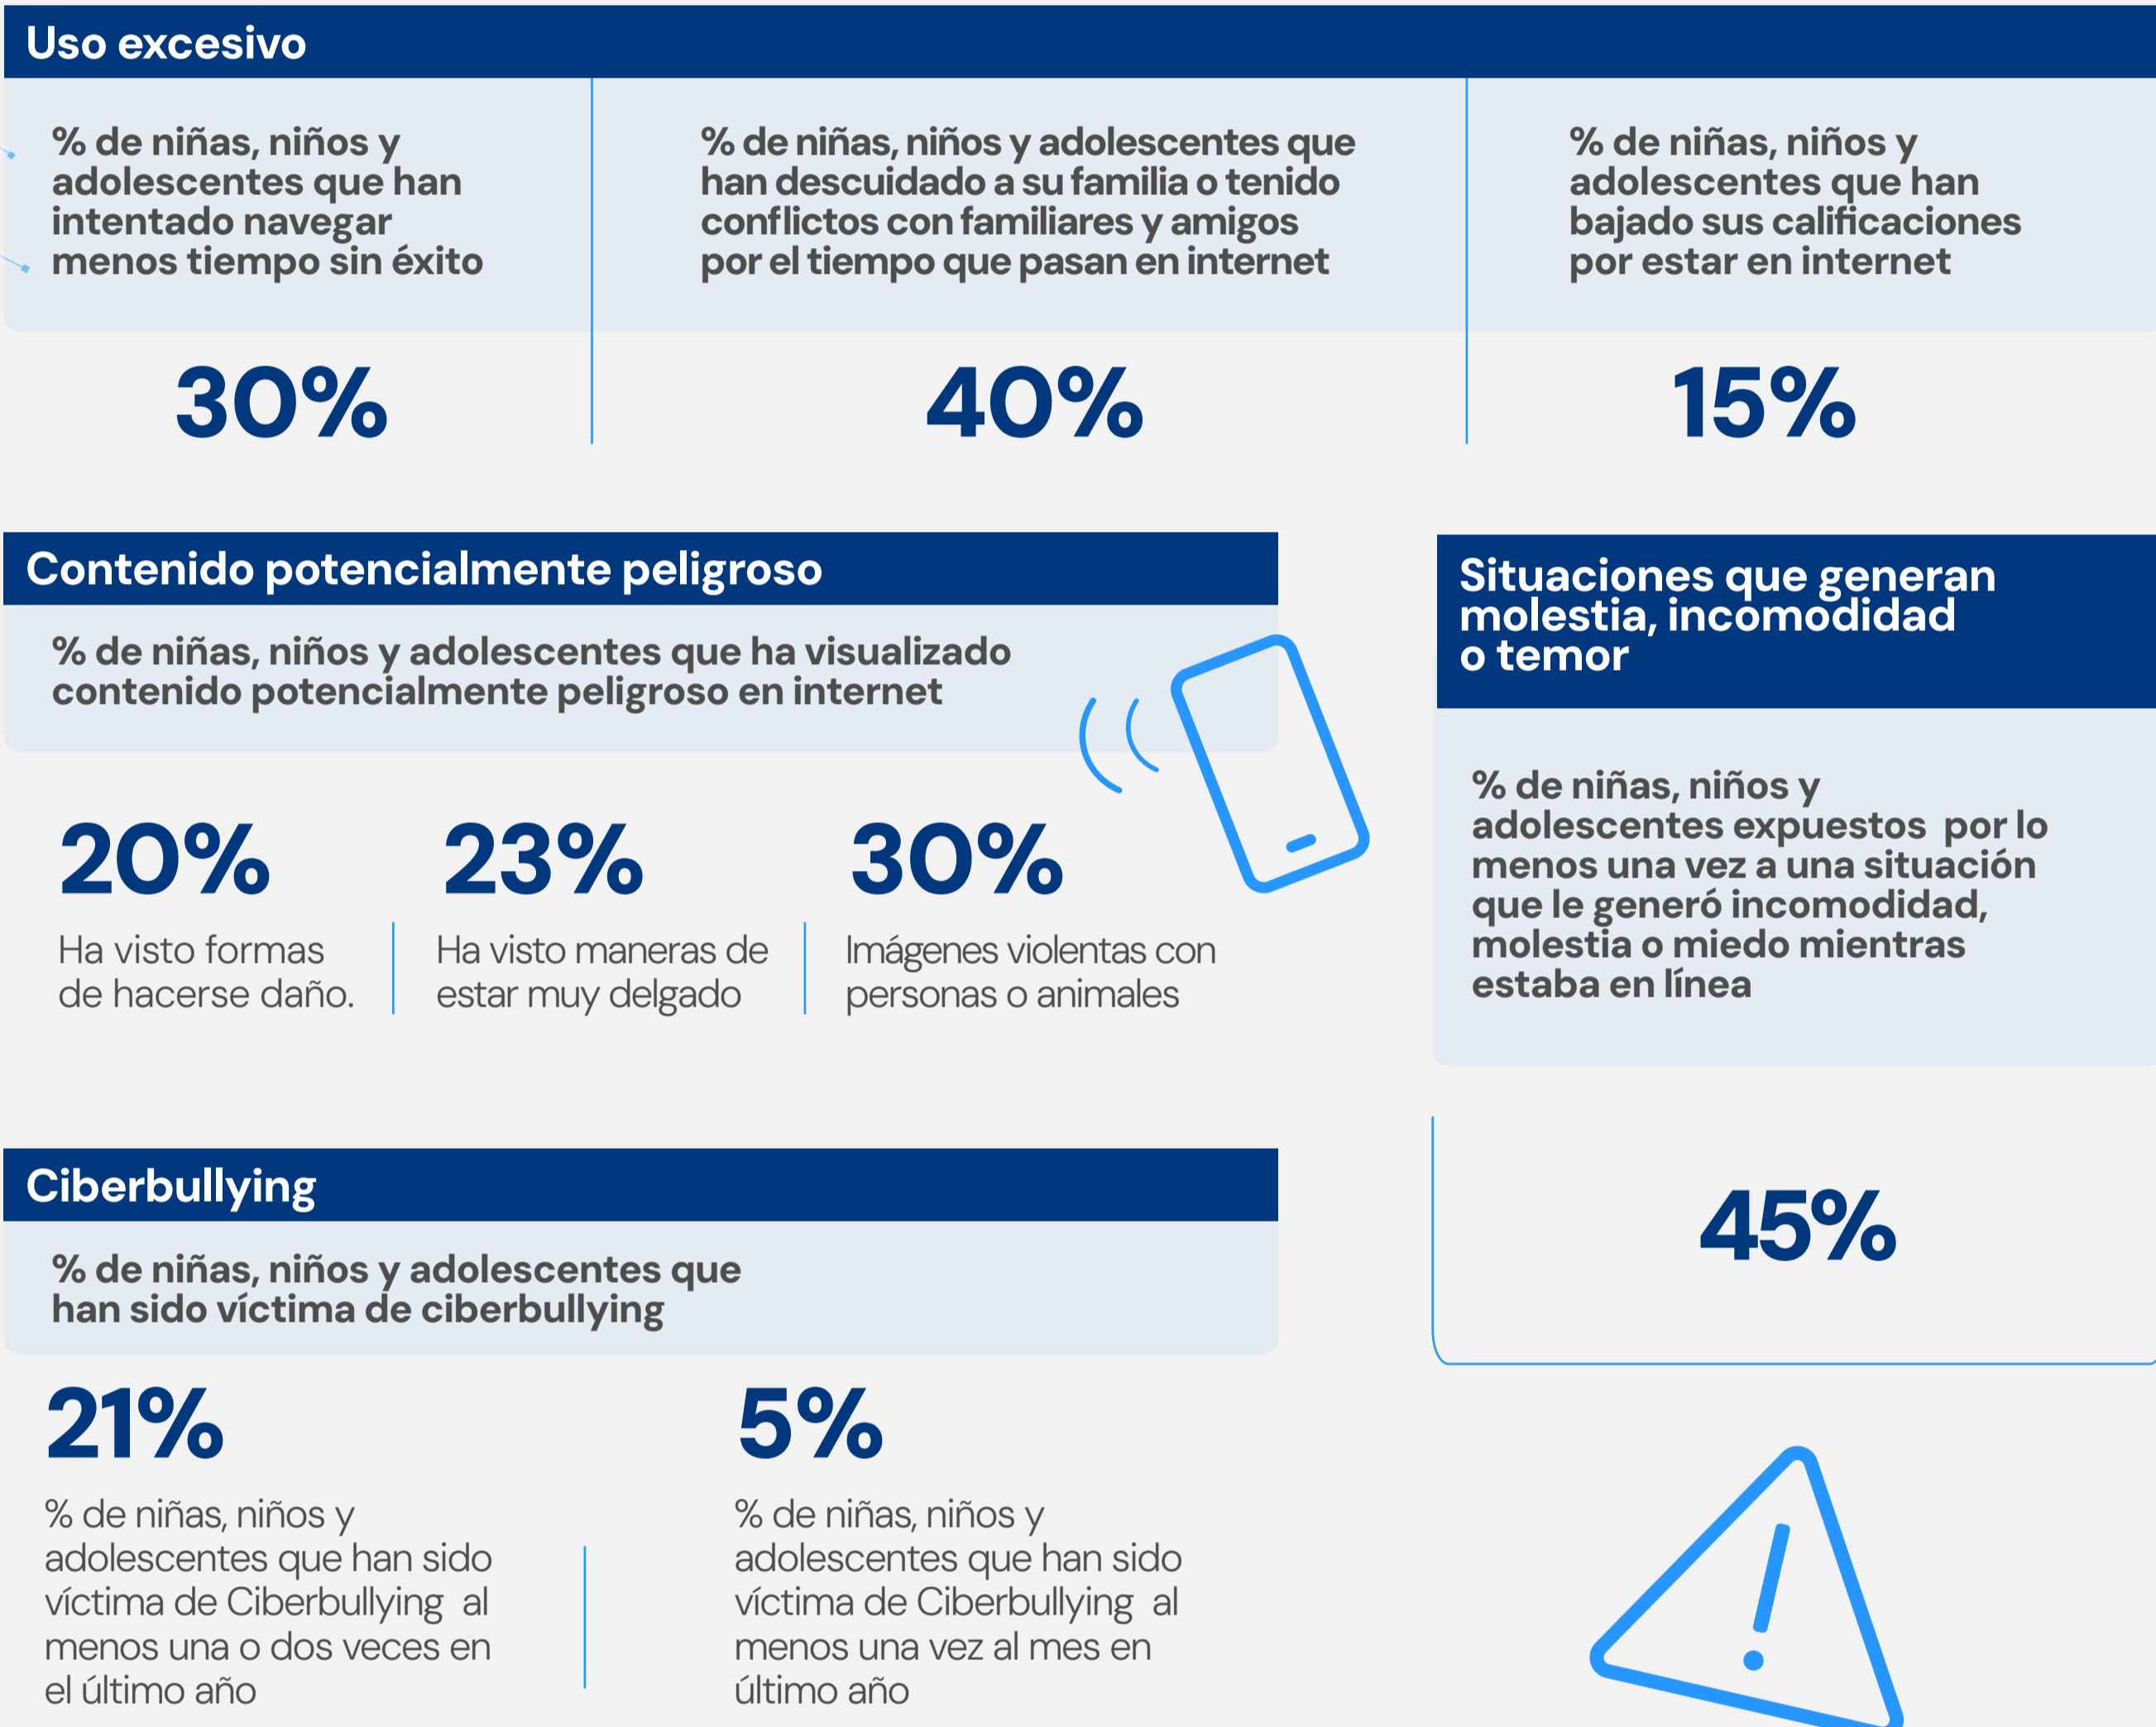 Uso excesivo
% de niñas, niños y
adolescentes que han
intentado navegar
menos tiempo sin éxito
30%
% de niñas, niños y adolescentes que
han descuidado a su familia o tenido
conflictos con familiares y amigos
por el tiempo que pasan en internet
40%
% de niñas, niños y
adolescentes que han
bajado sus calificaciones
por estar en internet
15%
Contenido potencialmente peligroso
% de niñas, niños y adolescentes que ha visualizado
contenido potencialmente peligroso en internet
20%
Ha visto formas
de hacerse daño.
23%
Ha visto maneras de
estar muy delgado
30%
Imágenes violentas con
personas o animales
Situaciones que generan
molestia, incomodidad
o temor
% de niñas, niños y
adolescentes expuestos  por lo
menos una vez a una situación
que le generó incomodidad,
molestia o miedo mientras
estaba en línea
45%
Ciberbullying
% de niñas, niños y adolescentes que
han sido víctima de ciberbullying
21%
% de niñas, niños y
adolescentes que han sido
víctima de Ciberbullying  al
menos una o dos veces en
el último año
5%
% de niñas, niños y
adolescentes que han sido
víctima de Ciberbullying  al
menos una vez al mes en
último año